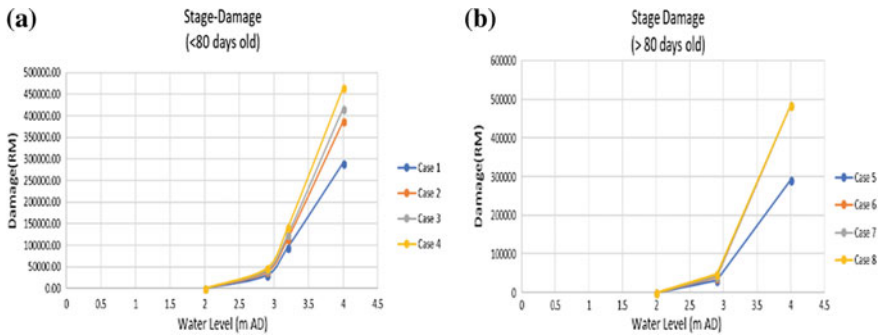 (a)
Stage-Damage
(<80 days old)
500000.00
450000.00
400000.00
350000.00
300000.00
250000.00
200000.00
150000.00
100000.00
50000.00
0.00
Damage(RM)
0 0.5 1 1.5 2 2.5 3 3.5 4 4.5
Water Level (m AD)
Case 1
Case 2
Case 3
Case 4
(b)
Stage Damage
(> 80 days old)
600000
500000
400000
300000
200000
100000
0
Damage(RM)
0 0.5 1 1.5 2 2.5 3 3.5 4 4.5
Water Level (m AD)
Case 5
Case 6
Case 7
Case 8